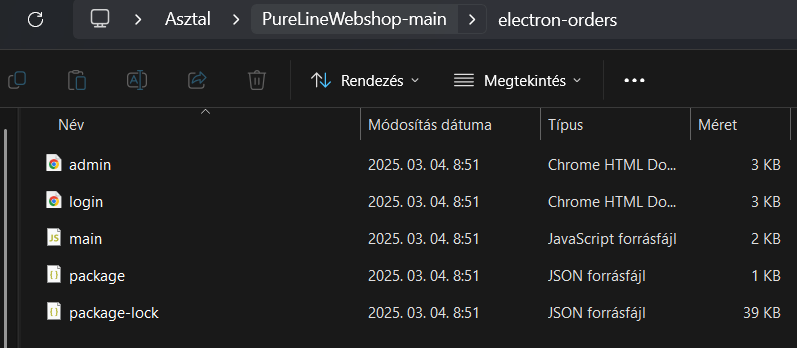 Asztal PureLineWebshop-main electron-orders
Rendezés Megtekintés
Név Módosítás dátuma Típus Méret
admin 2025. 03. 04. 8:51 Chrome HTML Do... 3 KB
login 2025. 03. 04. 8:51 Chrome HTML Do... 3 KB
main 2025. 03. 04. 8:51 JavaScript forrásfájl 2 KB
package 2025. 03. 04. 8:51 JSON forrásfájl 1 KB
package-lock 2025. 03. 04. 8:51 JSON forrásfájl 39 KB